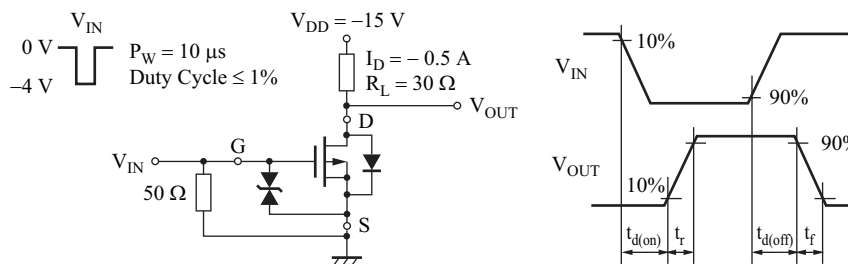 V_IN
0 V
−4 V
P_W = 10 μs
Duty Cycle ≤ 1%
V_DD = −15 V
I_D = − 0.5 A
R_L = 30 Ω
V_OUT
D
V_IN
G
50 Ω
S
V_IN
10%
90%
V_OUT
10%
90%
t_d(on)
t_r
t_d(off)
t_f